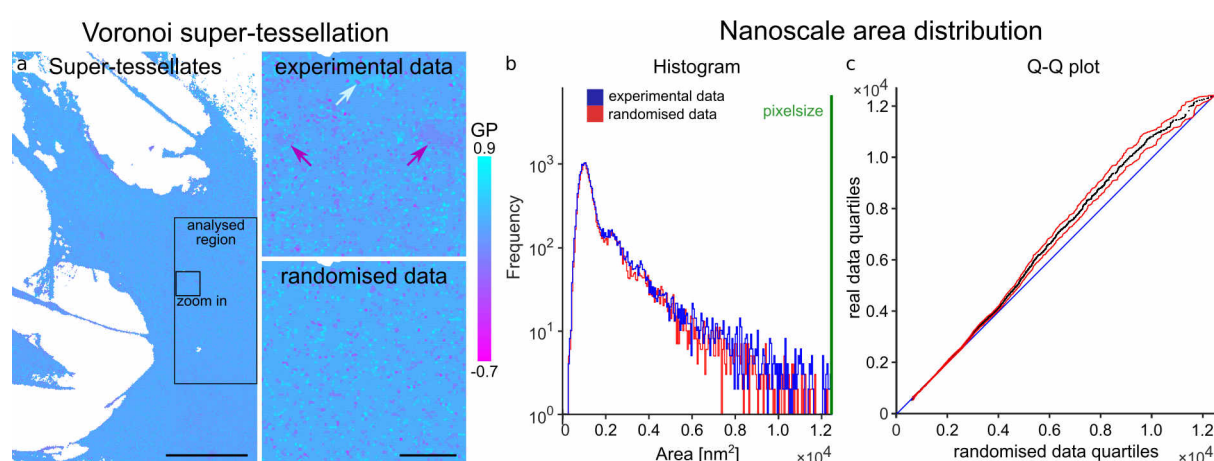 Voronoi super-tessellation
Nanoscale area distribution
a
Super-tessellates
analysed
region
zoom in
experimental data
randomised data
GP
0.9
-0.7
b
Histogram
experimental data
randomised data
pixelsize
Frequency
10³
10²
10¹
10⁰
0 0.2 0.4 0.6 0.8 1.0 1.2
Area [nm²]
×10⁴
c
Q-Q plot
×10⁴
real data quartiles
1.2
1.0
0.8
0.6
0.4
0.2
0
0 0.2 0.4 0.6 0.8 1.0 1.2
randomised data quartiles
×10⁴